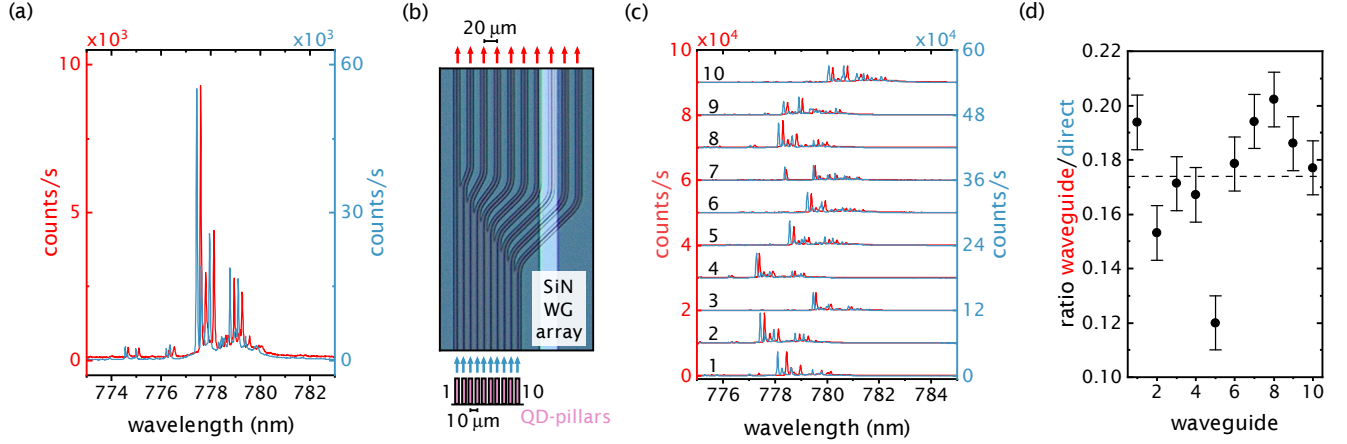 (a)
x10³
x10³
10
5
0
60
30
0
counts/s
counts/s
774 776 778 780 782
wavelength (nm)
(b)
20 μm
SiN
WG
array
1
10
10 μm
QD-pillars
(c)
x10⁴
x10⁴
10
8
6
4
2
0
60
48
36
24
12
0
10
9
8
7
6
5
4
3
2
1
counts/s
counts/s
776 778 780 782 784
wavelength (nm)
(d)
0.22
0.20
0.18
0.16
0.14
0.12
0.10
ratio waveguide/direct
2 4 6 8 10
waveguide